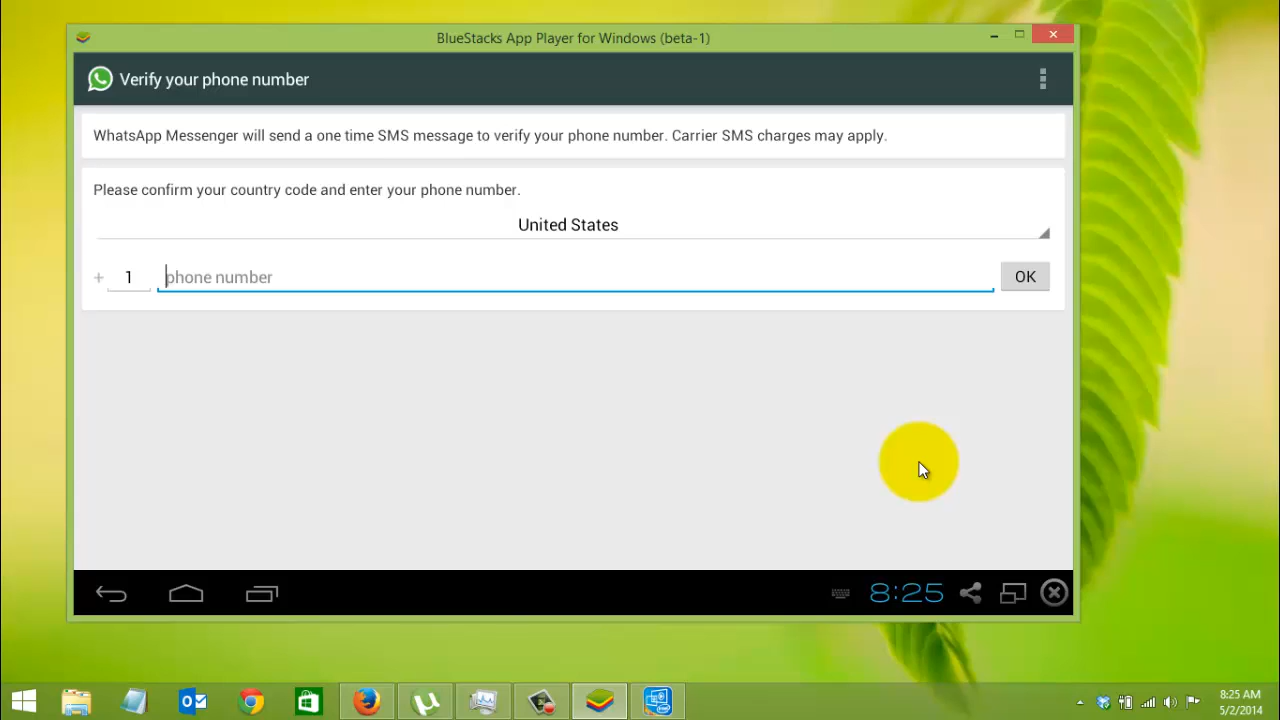 BlueStacks App Player for Windows (beta-1)
Verify your phone number
WhatsApp Messenger will send a one time SMS message to verify your phone number. Carrier SMS charges may apply.
Please confirm your country code and enter your phone number.
United States
+ 1 phone number OK
8:25
8:25 AM
5/2/2014